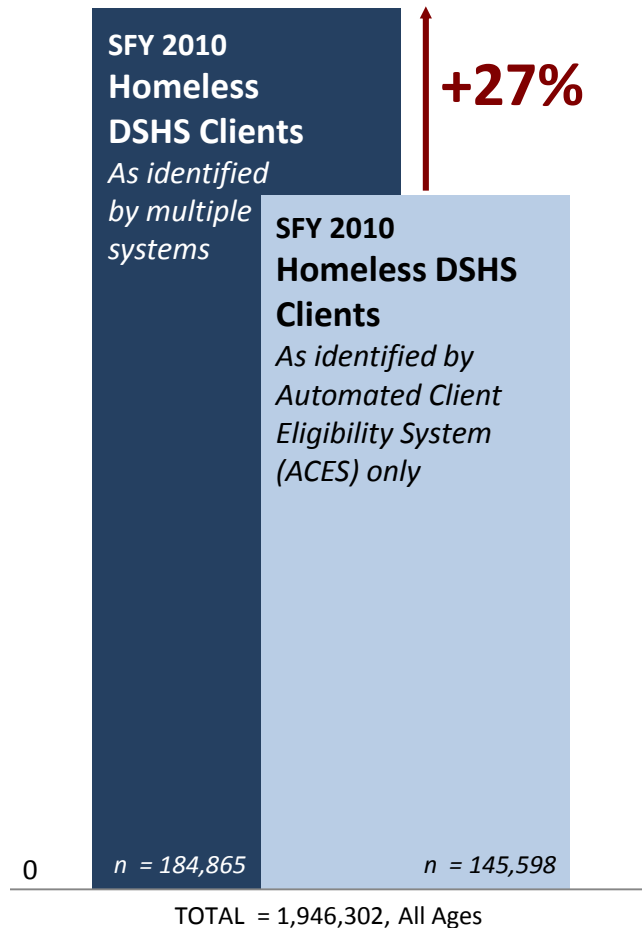 SFY 2010
Homeless
DSHS Clients
As identified
by multiple
systems
+27%
SFY 2010
Homeless DSHS
Clients
As identified by
Automated Client
Eligibility System
(ACES) only
0
n = 184,865
n = 145,598
TOTAL = 1,946,302, All Ages